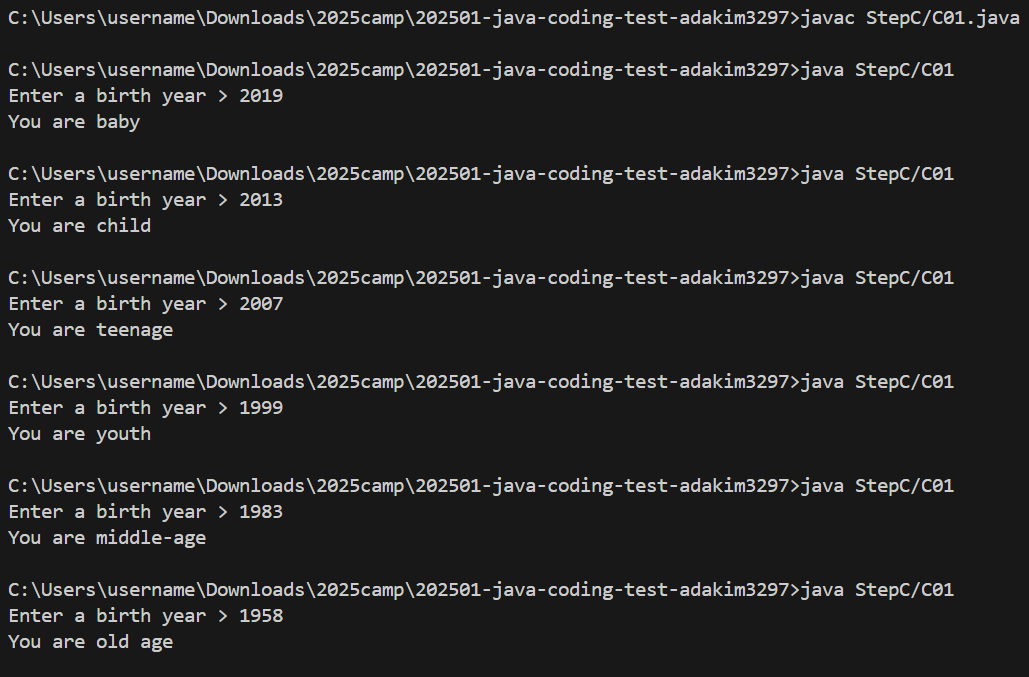 C:\Users\username\Downloads\2025camp\202501-java-coding-test-adakim3297>javac StepC/C01.java
C:\Users\username\Downloads\2025camp\202501-java-coding-test-adakim3297>java StepC/C01
Enter a birth year > 2019
You are baby
C:\Users\username\Downloads\2025camp\202501-java-coding-test-adakim3297>java StepC/C01
Enter a birth year > 2013
You are child
C:\Users\username\Downloads\2025camp\202501-java-coding-test-adakim3297>java StepC/C01
Enter a birth year > 2007
You are teenage
C:\Users\username\Downloads\2025camp\202501-java-coding-test-adakim3297>java StepC/C01
Enter a birth year > 1999
You are youth
C:\Users\username\Downloads\2025camp\202501-java-coding-test-adakim3297>java StepC/C01
Enter a birth year > 1983
You are middle-age
C:\Users\username\Downloads\2025camp\202501-java-coding-test-adakim3297>java StepC/C01
Enter a birth year > 1958
You are old age